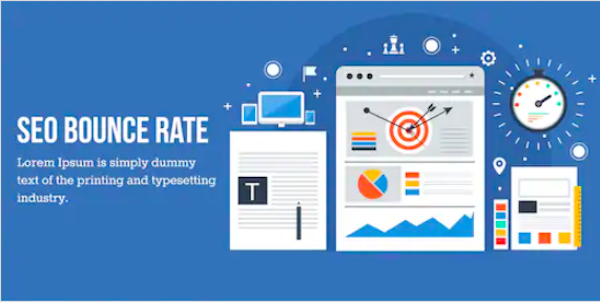 SEO BOUNCE RATE
Lorem Ipsum is simply dummy
text of the printing and typesetting
industry.
T